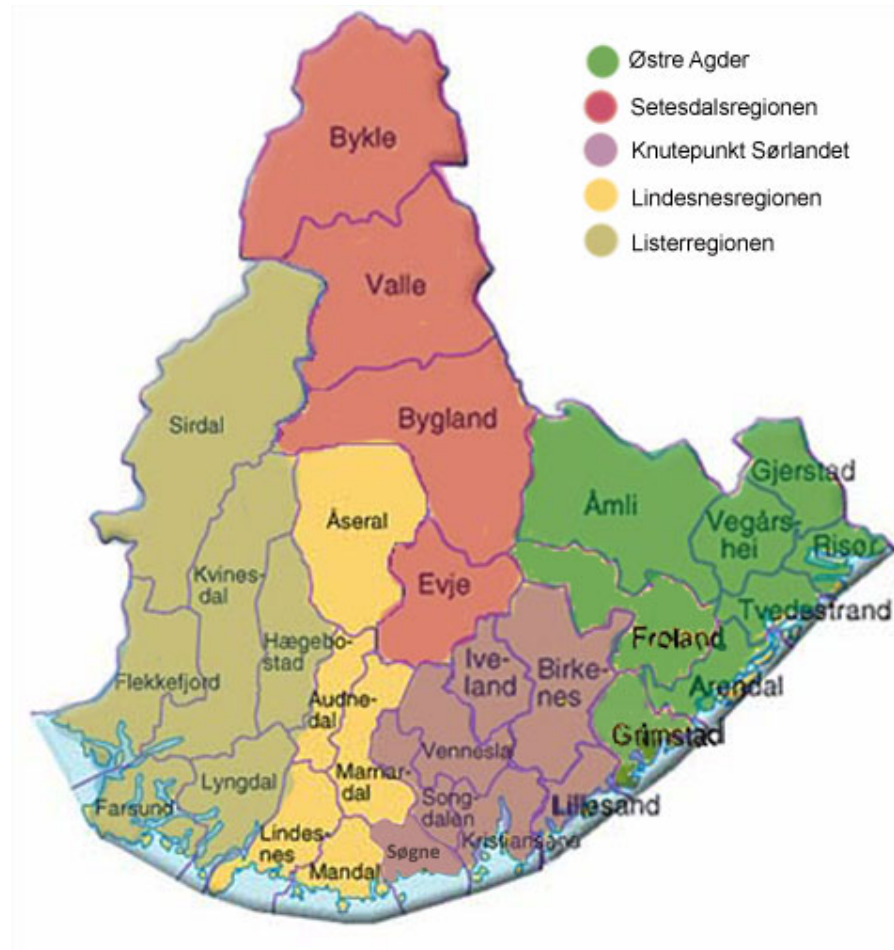 Østre Agder
Setesdalsregionen
Knutepunkt Sørlandet
Lindesnesregionen
Listerregionen
Bykle
Valle
Bygland
Sirdal
Gjerstad
Åmli
Vegårs-
hei
Åseral
Risør
Kvines-
dal
Evje
Tvedestrand
Hægebo-
stad
Froland
Ive-
land
Birke-
nes
Flekkefjord
Audne-
dal
Arendal
Grimstad
Vennesla
Marnar-
dal
Lyngdal
Farsund
Song-
dalen
Lillesand
Lindes-
nes
Kristiansand
Søgne
Mandal